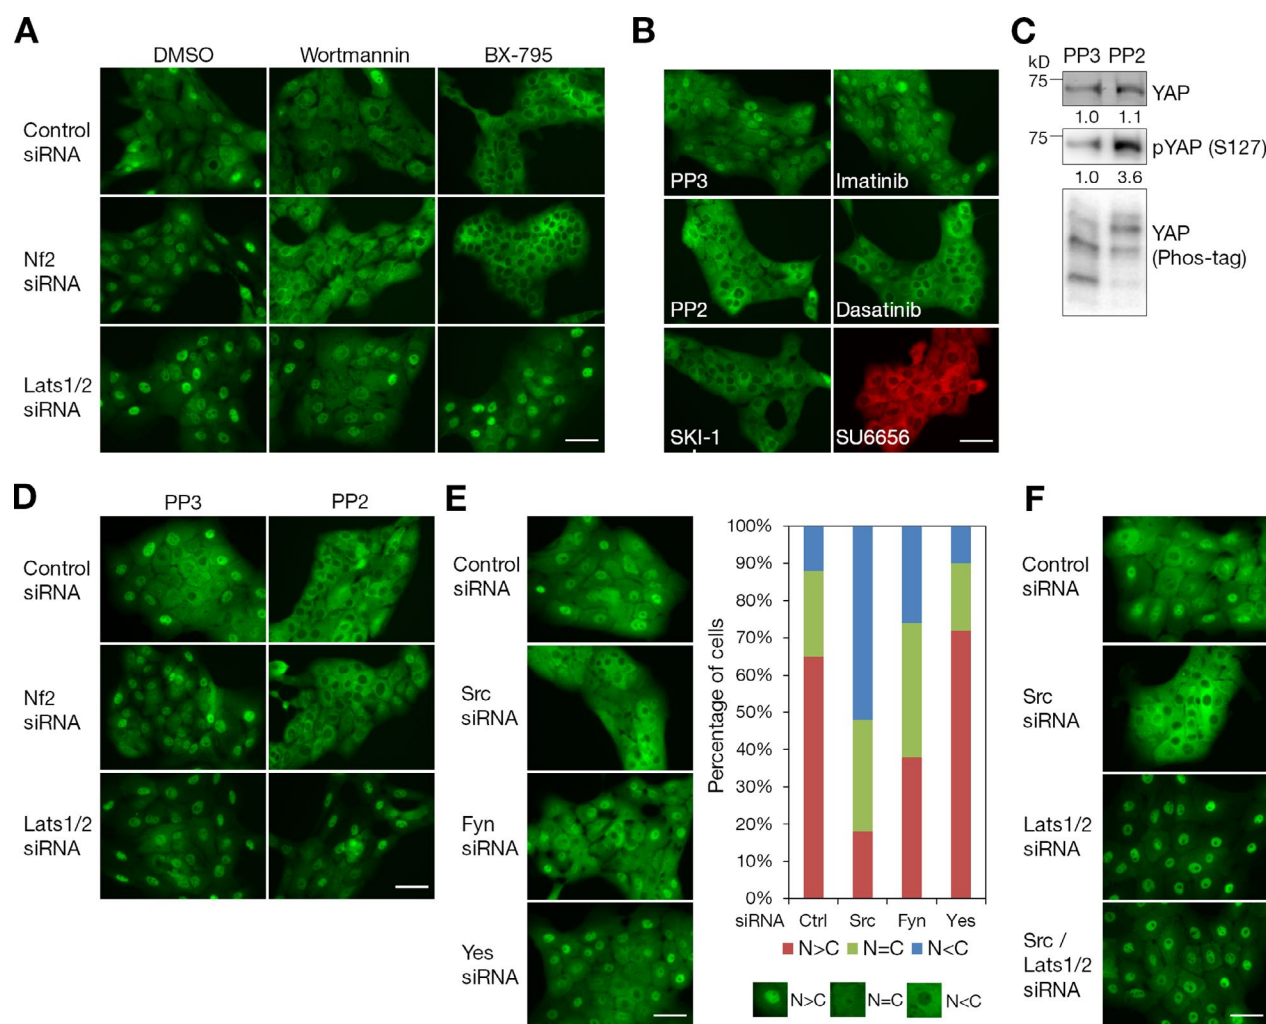 A
DMSO
Wortmannin
BX-795
Control
siRNA
Nf2
siRNA
Lats1/2
siRNA
B
PP3
Imatinib
PP2
Dasatinib
SKI-1
SU6656
C
PP3 PP2
kD
75
YAP
1.0 1.1
75
pYAP (S127)
1.0 3.6
YAP
(Phos-tag)
D
PP3
PP2
Control
siRNA
Nf2
siRNA
Lats1/2
siRNA
E
Control
siRNA
Src
siRNA
Fyn
siRNA
Yes
siRNA
Percentage of cells
100%
90%
80%
70%
60%
50%
40%
30%
20%
10%
0%
siRNA Ctrl Src Fyn Yes
N>C N=C N<C
N>C N=C N<C
F
Control
siRNA
Src
siRNA
Lats1/2
siRNA
Src /
Lats1/2
siRNA